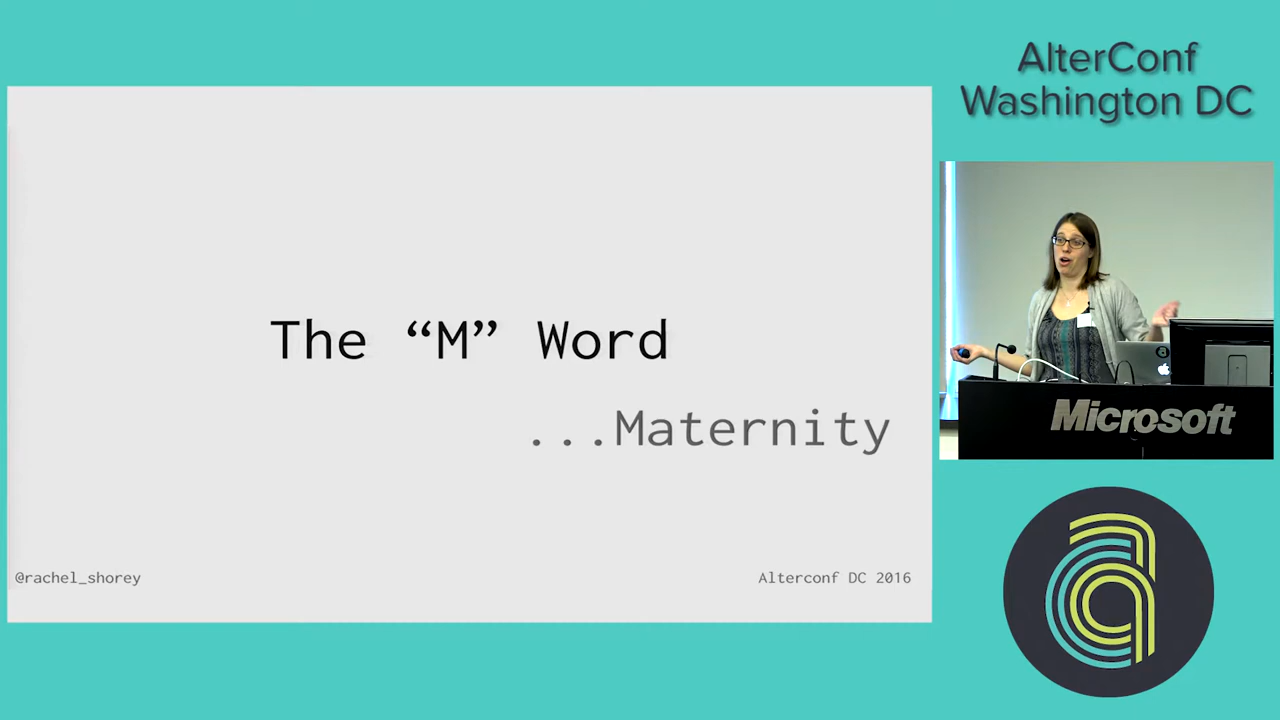 AlterConf
Washington DC
The “M” Word
...Maternity
@rachel_shorey
Alterconf DC 2016
Microsoft